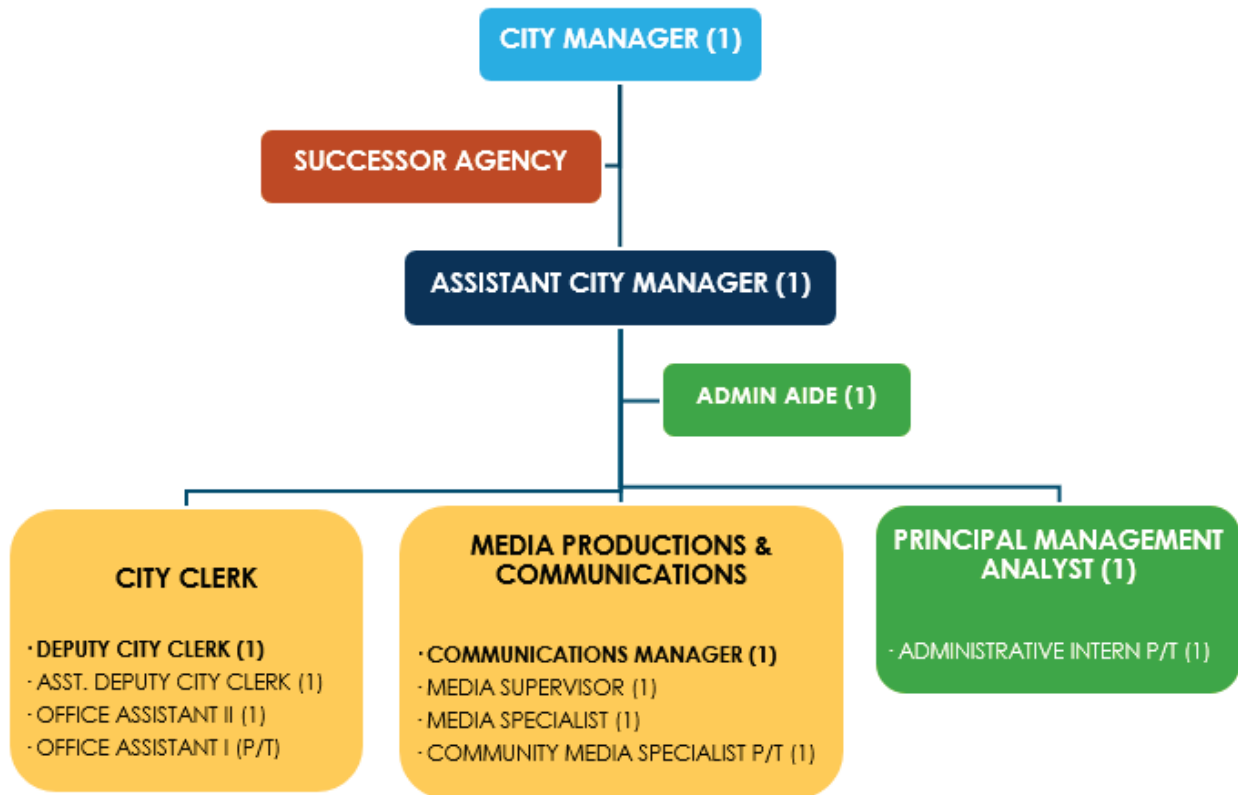 CITY MANAGER (1)
SUCCESSOR AGENCY
ASSISTANT CITY MANAGER (1)
ADMIN AIDE (1)
CITY CLERK
· DEPUTY CITY CLERK (1)
· ASST. DEPUTY CITY CLERK (1)
· OFFICE ASSISTANT II (1)
· OFFICE ASSISTANT I (P/T)
MEDIA PRODUCTIONS &
COMMUNICATIONS
· COMMUNICATIONS MANAGER (1)
· MEDIA SUPERVISOR (1)
· MEDIA SPECIALIST (1)
· COMMUNITY MEDIA SPECIALIST P/T (1)
PRINCIPAL MANAGEMENT
ANALYST (1)
· ADMINISTRATIVE INTERN P/T (1)